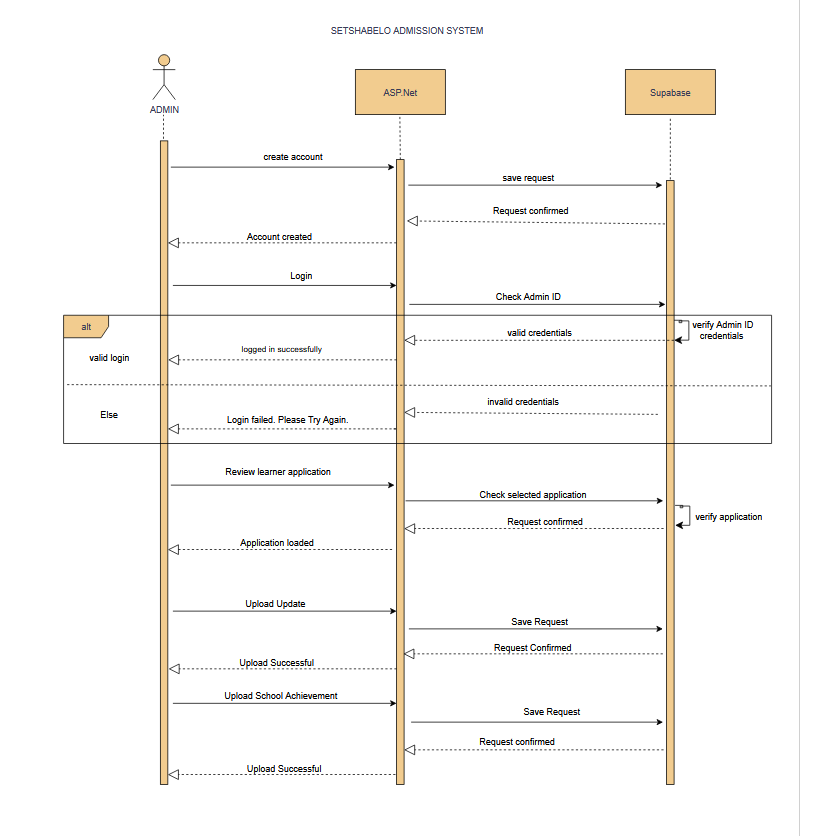 SETSHABELO ADMISSION SYSTEM
ASP.Net
Supabase
ADMIN
create account
save request
Request confirmed
Account created
Login
Check Admin ID
alt
verify Admin ID
credentials
valid credentials
logged in successfully
valid login
invalid credentials
Else
Login failed. Please Try Again.
Review learner application
Check selected application
verify application
Request confirmed
Application loaded
Upload Update
Save Request
Request Confirmed
Upload Successful
Upload School Achievement
Save Request
Request confirmed
Upload Successful